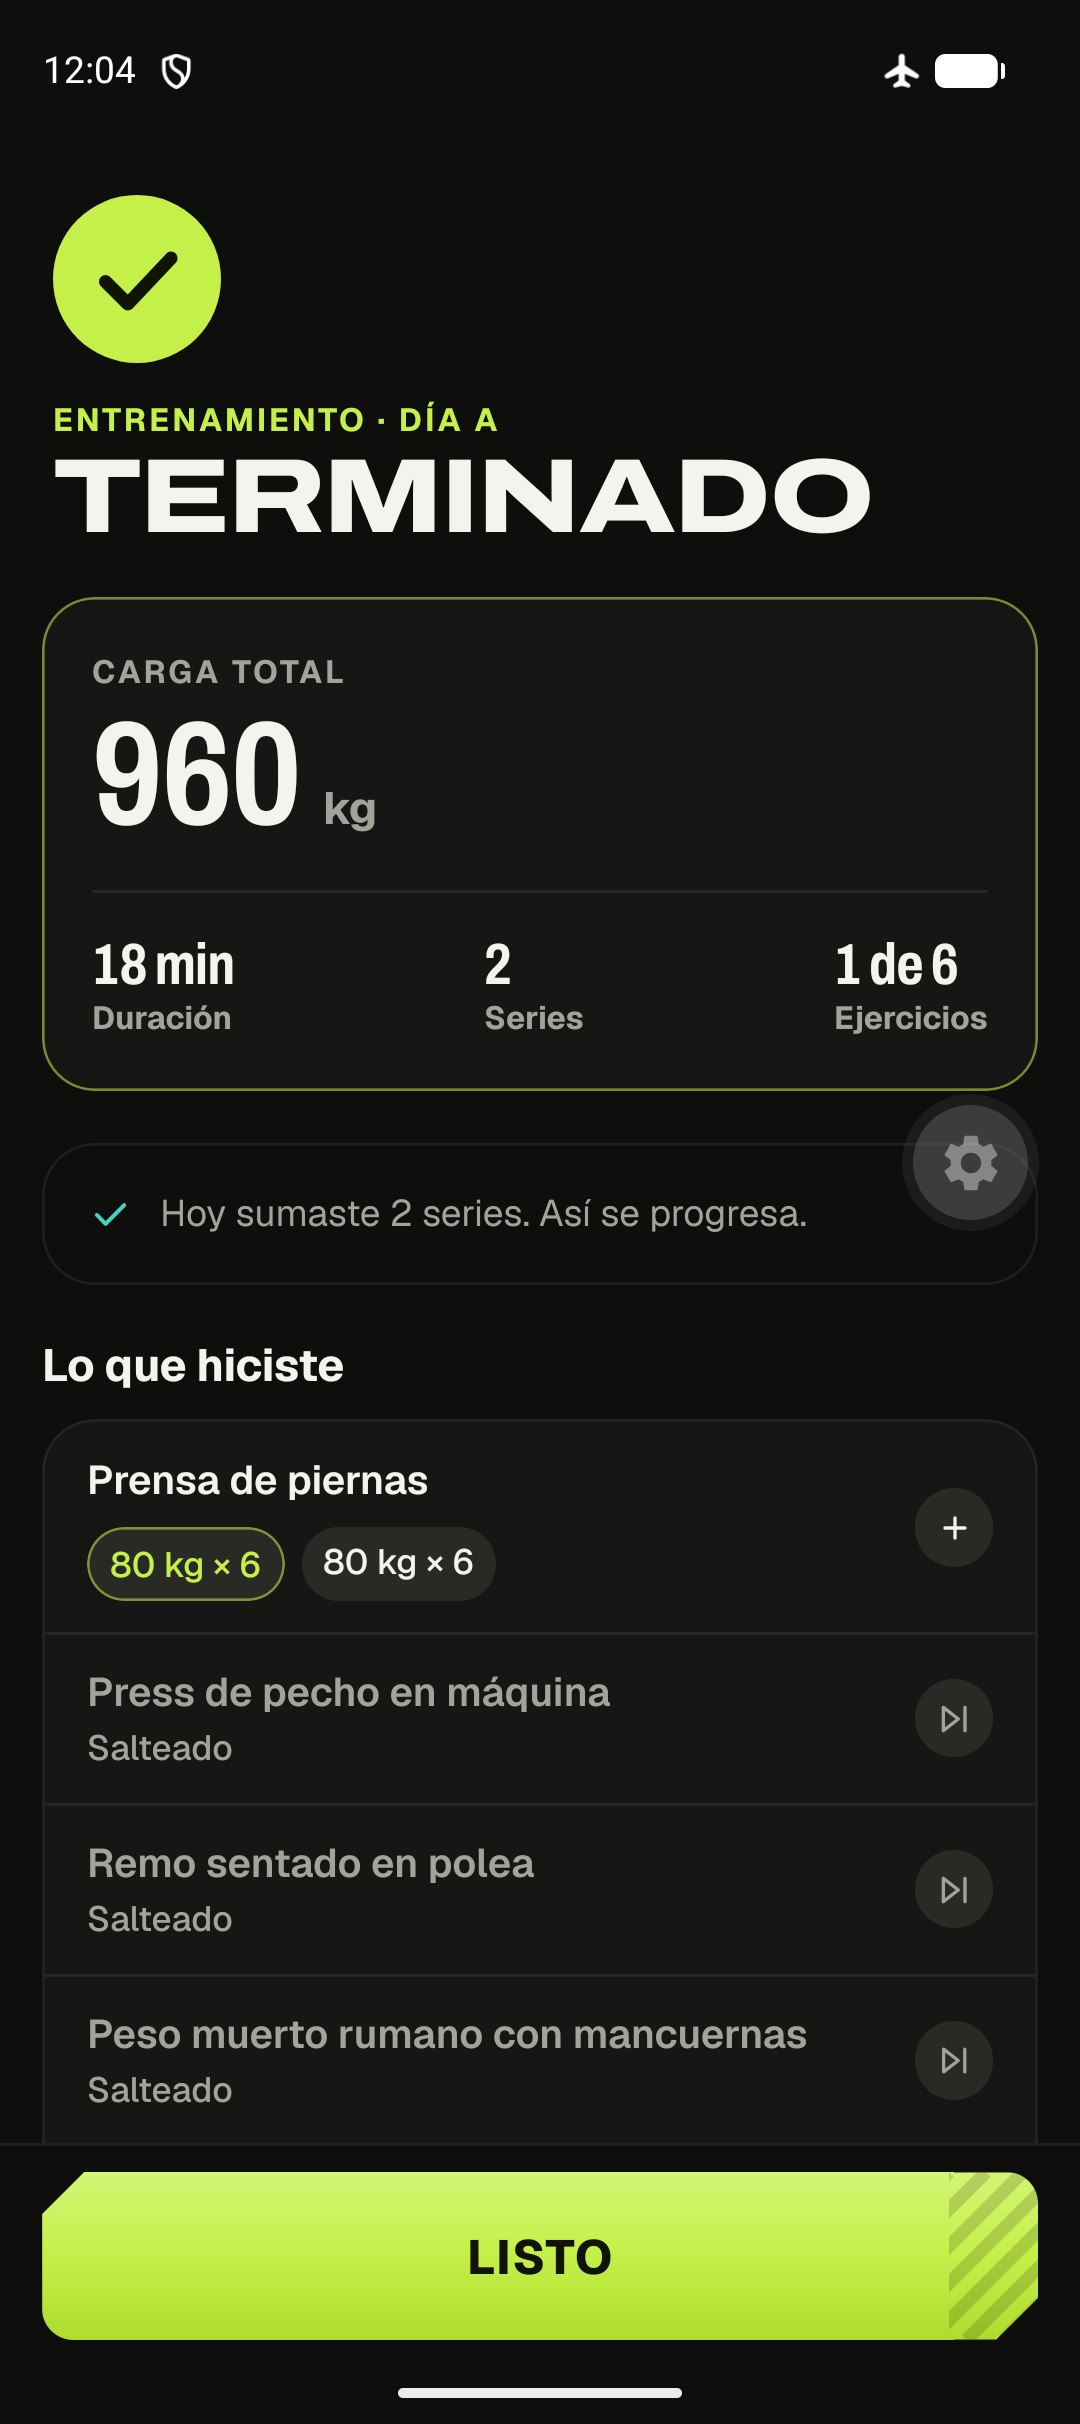 12:04
ENTRENAMIENTO · DÍA A
TERMINADO
CARGA TOTAL
960 kg
18 min
Duración
2
Series
1 de 6
Ejercicios
Hoy sumaste 2 series. Así se progresa.
Lo que hiciste
Prensa de piernas
80 kg × 6
80 kg × 6
Press de pecho en máquina
Salteado
Remo sentado en polea
Salteado
Peso muerto rumano con mancuernas
Salteado
LISTO